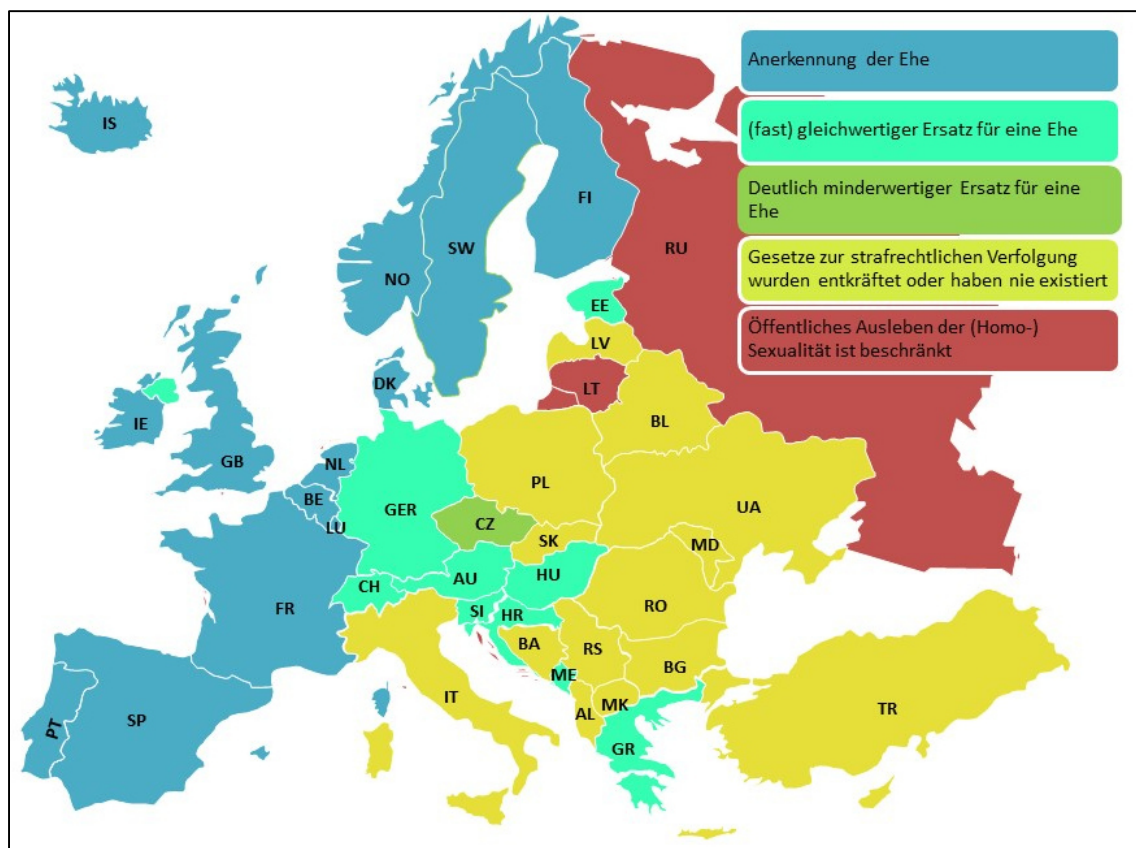 Anerkennung der Ehe
(fast) gleichwertiger Ersatz für eine Ehe
Deutlich minderwertiger Ersatz für eine
Ehe
Gesetze zur strafrechtlichen Verfolgung
wurden entkräftet oder haben nie existiert
Öffentliches Ausleben der (Homo-)
Sexualität ist beschränkt
IS
FI
SW
NO
RU
EE
LV
DK
LT
IE
BL
GB
NL
PL
BE
GER
UA
CZ
LU
SK
MD
HU
AU
CH
FR
SI
HR
RO
BA
RS
BG
ME
IT
MK
AL
TR
SP
PT
GR